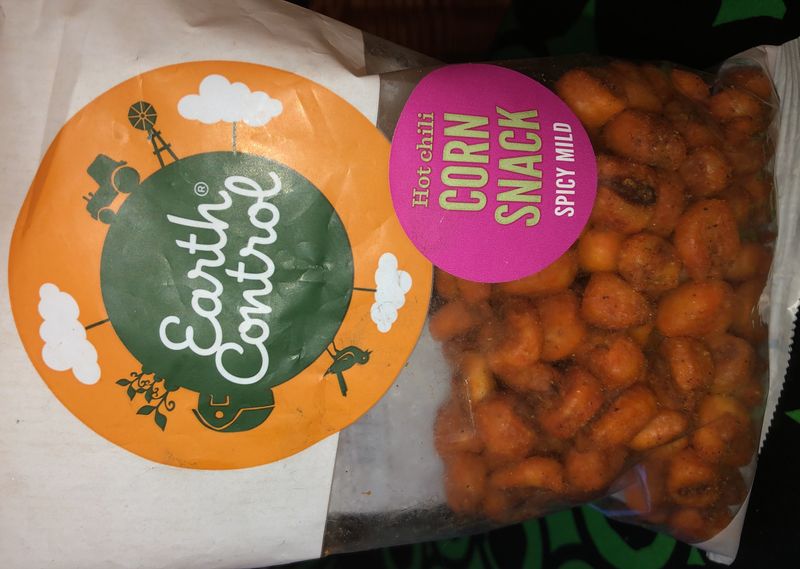 Earth®
Control
Hot chili
CORN
SNACK
SPICY MILD